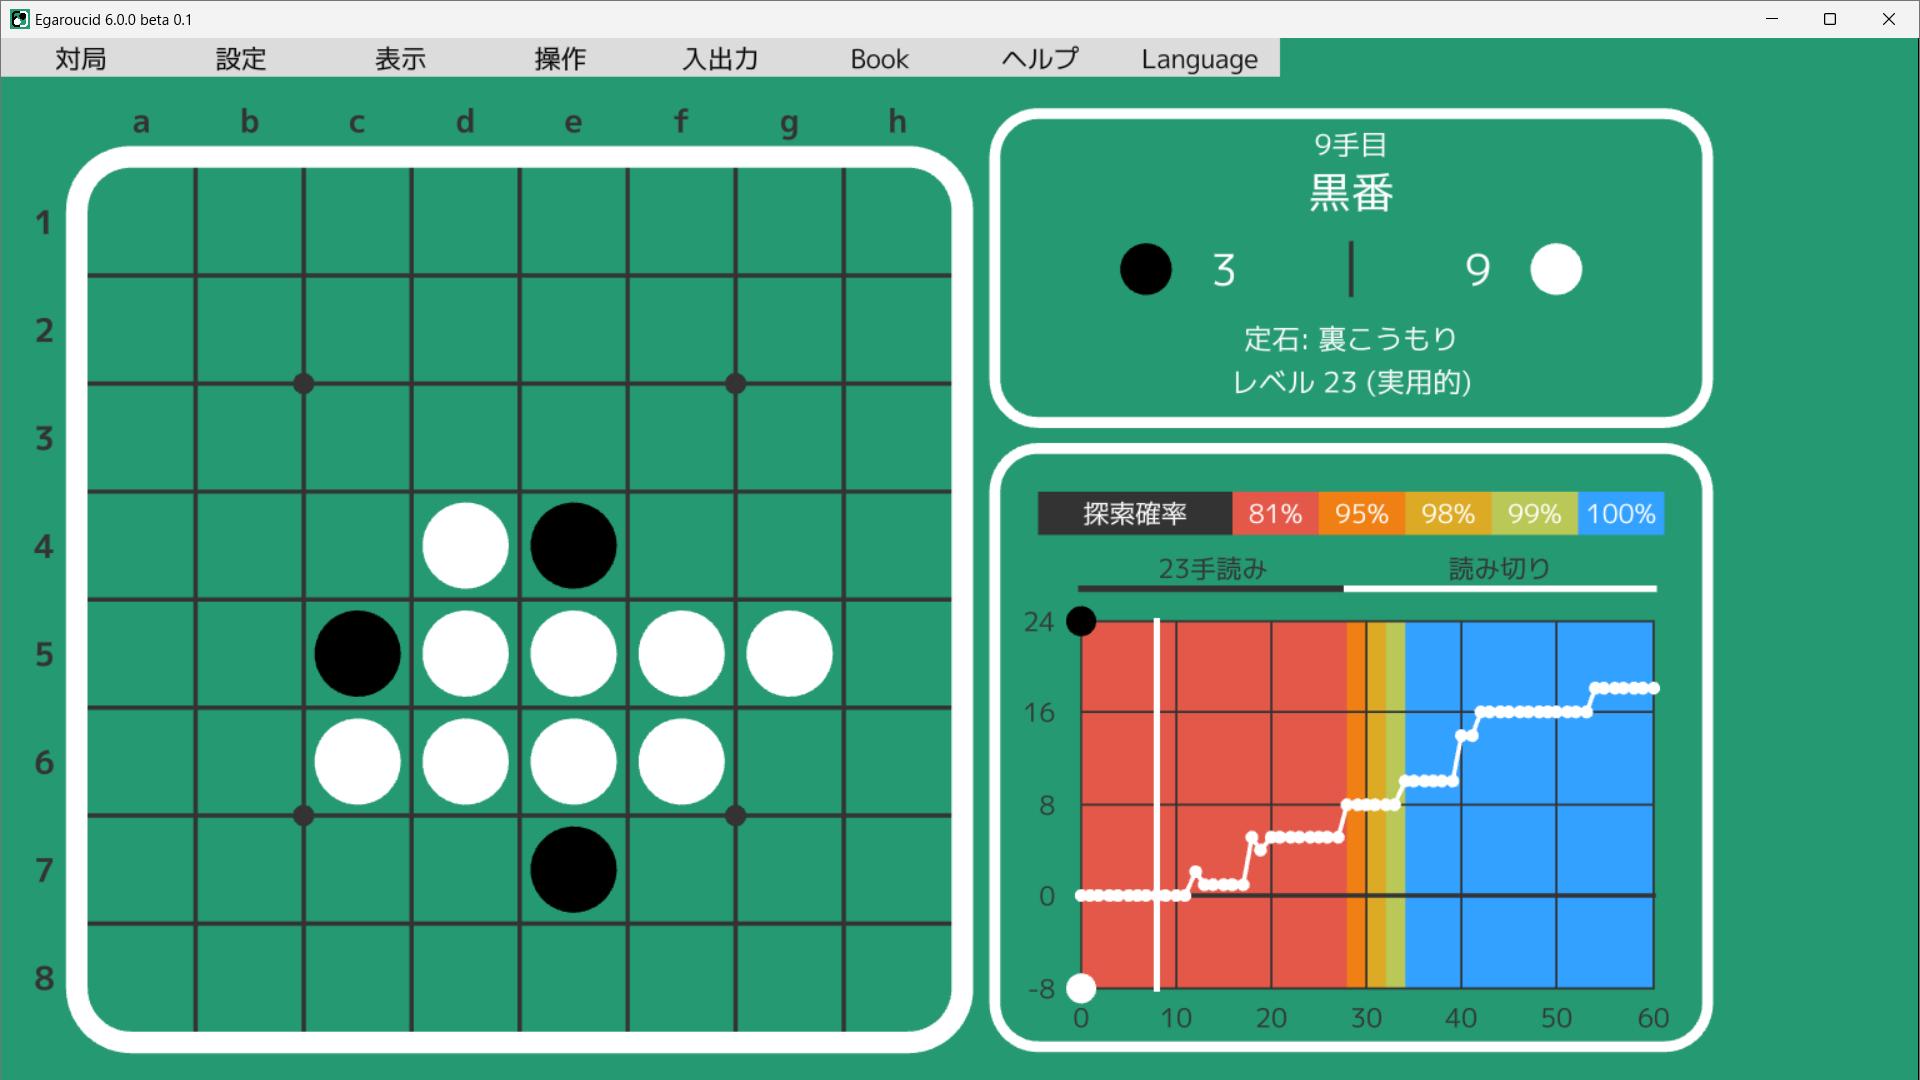 Egaroucid 6.0.0 beta 0.1
対局 設定 表示 操作 入出力 Book ヘルプ Language
a b c d e f g h
1
2
3
4
5
6
7
8
9手目
黒番
3 9
定石: 裏こうもり
レベル 23 (実用的)
探索確率 81% 95% 98% 99% 100%
23手読み 読み切り
24
16
8
0
-8
0 10 20 30 40 50 60